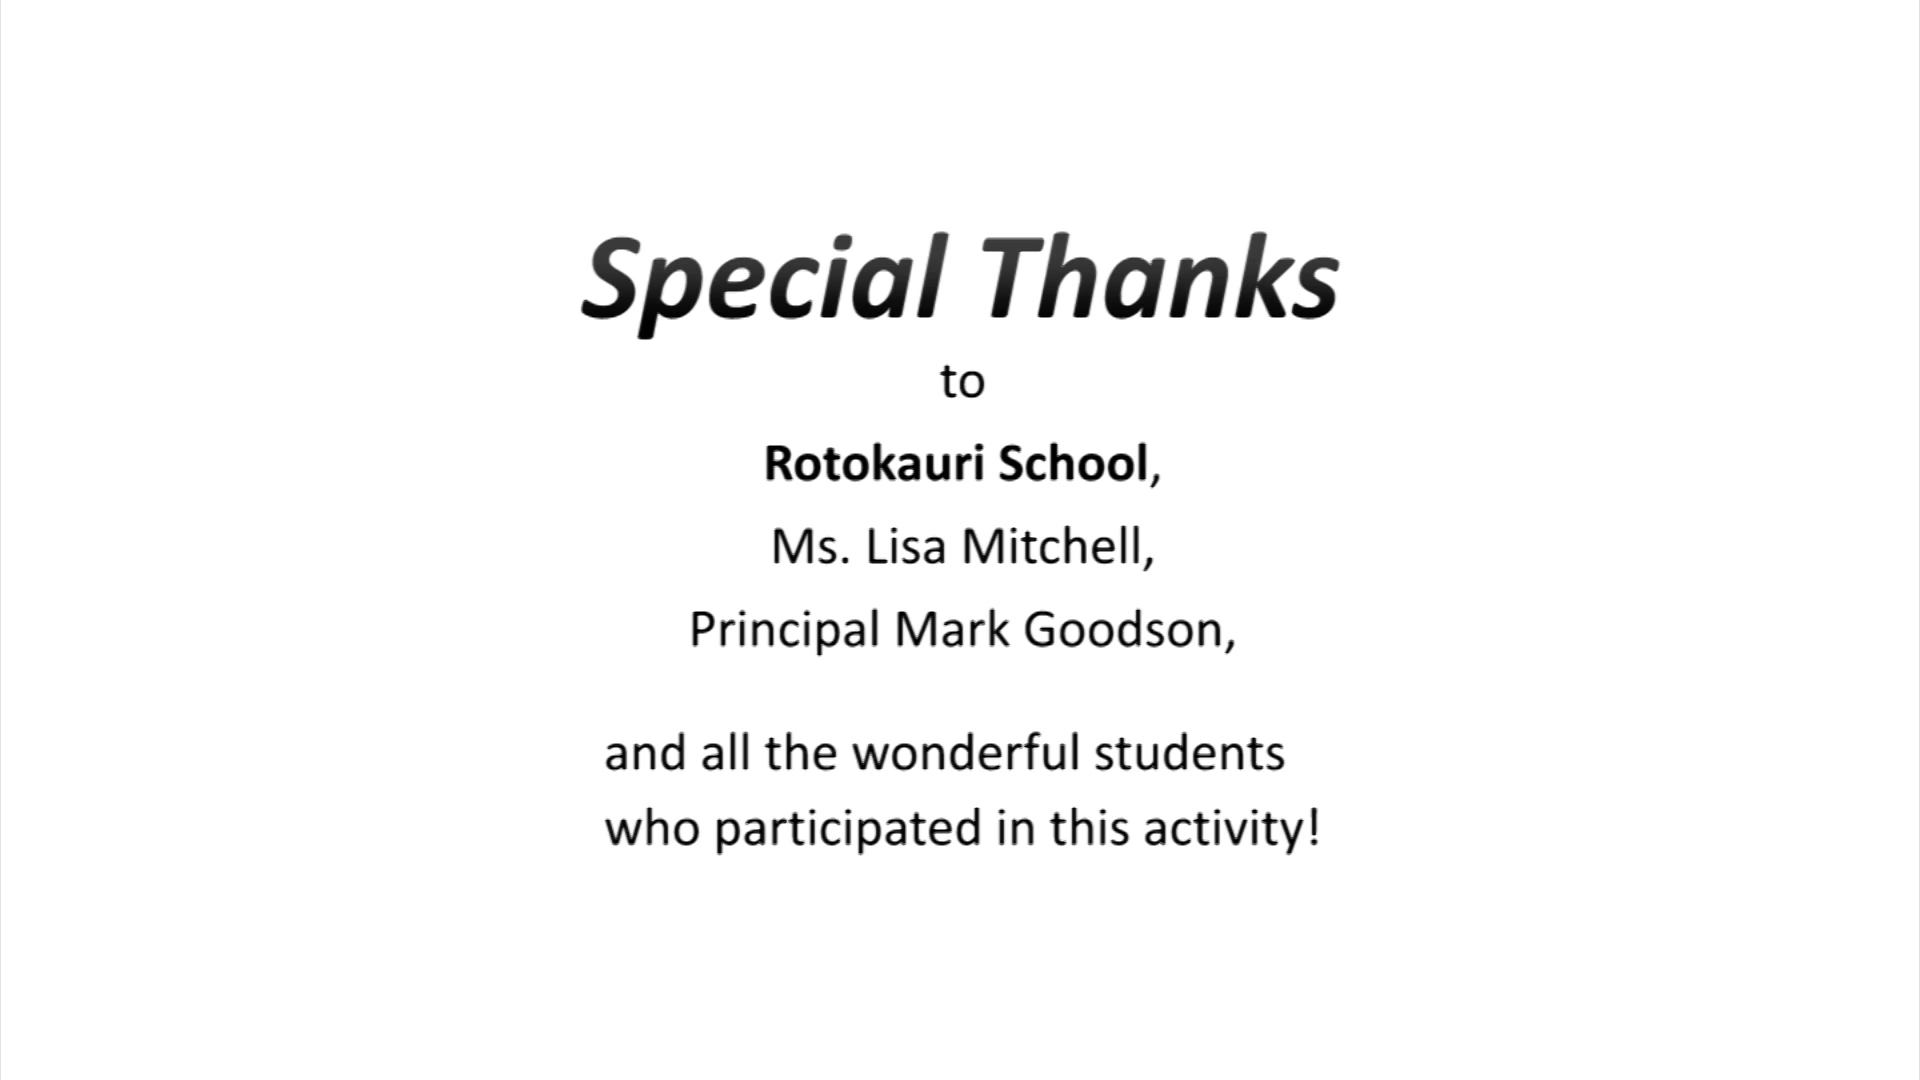 Special Thanks
to
Rotokauri School,
Ms. Lisa Mitchell,
Principal Mark Goodson,
and all the wonderful students
who participated in this activity!